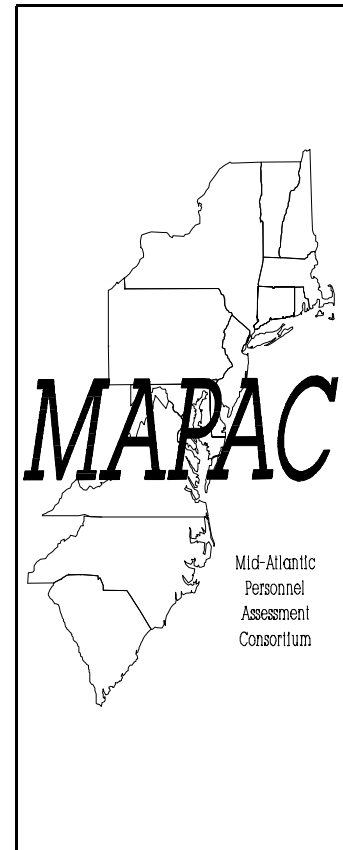 MAPAC
Mid-Atlantic
Personnel
Assessment
Consortium